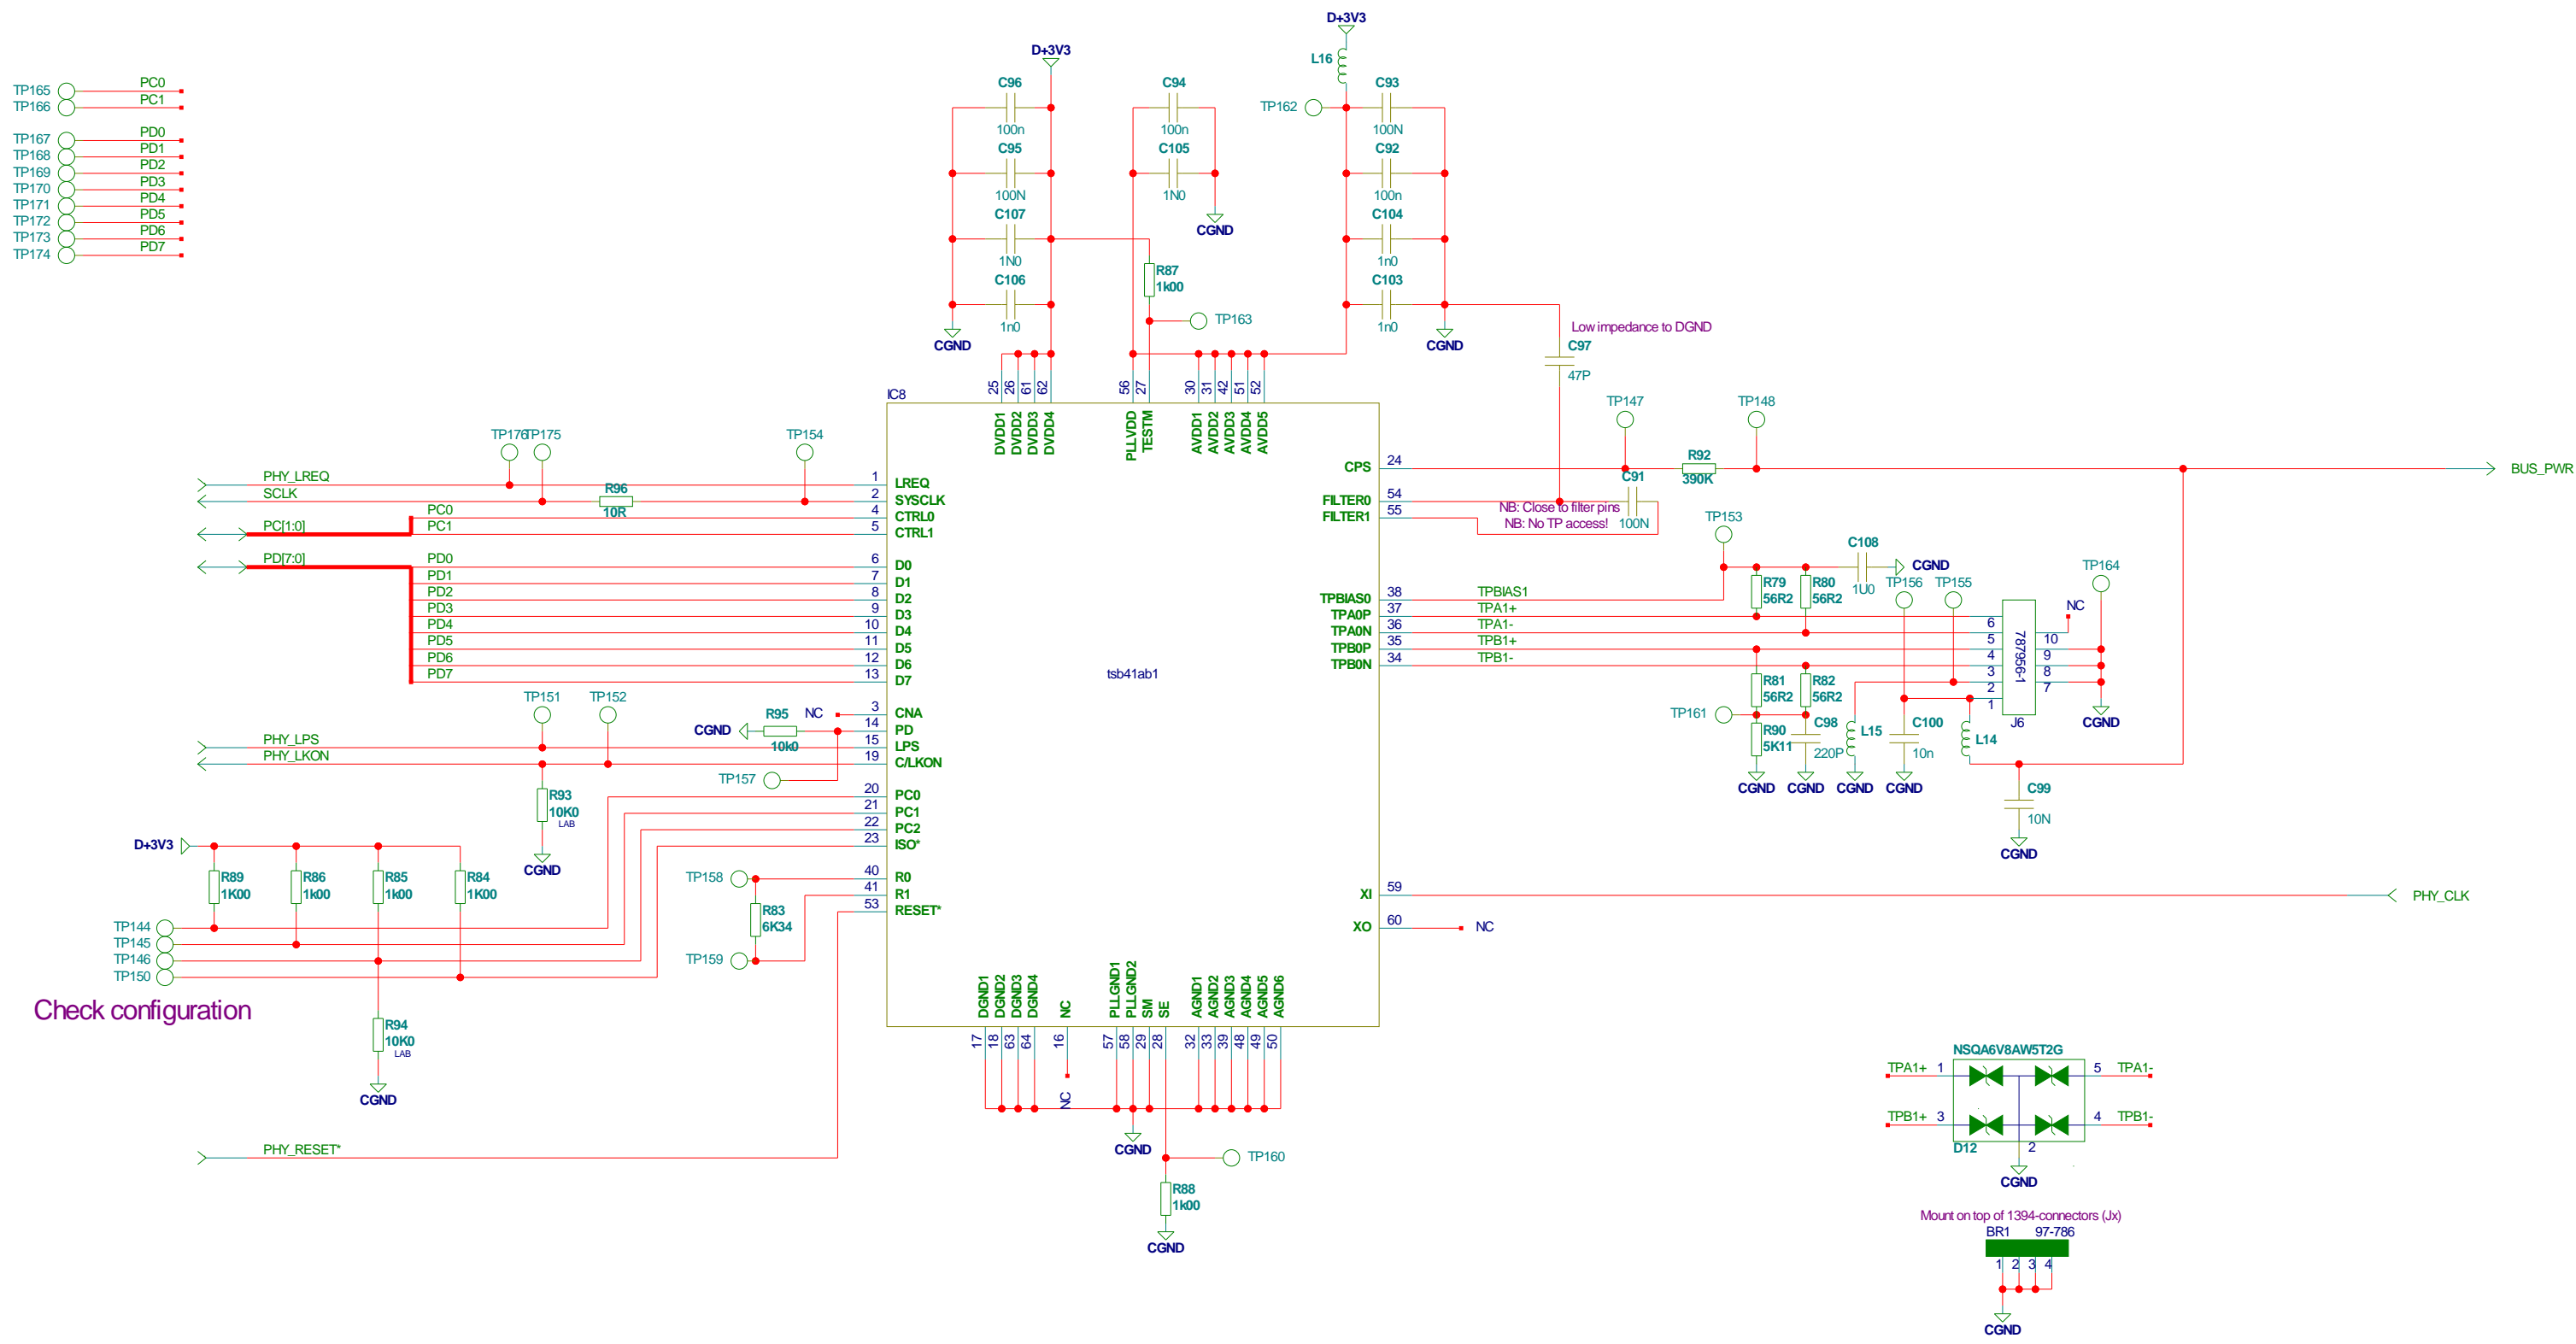 D+3V3
L16
D+3V3
TP165 PC0
TP166 PC1
TP167 PD0
TP168 PD1
TP169 PD2
TP170 PD3
TP171 PD4
TP172 PD5
TP173 PD6
TP174 PD7
C96
100n
C95
100N
C107
1N0
C106
1n0
CGND
C94
100n
C105
1N0
CGND
R87
1k00
TP163
TP162
C93
100N
C92
100n
C104
1n0
C103
1n0
CGND
Low impedance to DGND
C97
47P
IC8
tsb41ab1
25 26 61 62 56 27 30 31 42 51 52
DVDD1 DVDD2 DVDD3 DVDD4 PLLVDD TESTM AVDD1 AVDD2 AVDD3 AVDD4 AVDD5
TP176 TP175 TP154
PHY_LREQ 1 LREQ
SCLK R96 10R 2 SYSCLK
PC[1:0]
PC0 4 CTRL0
PC1 5 CTRL1
PD[7:0]
PD0 6 D0
PD1 7 D1
PD2 8 D2
PD3 9 D3
PD4 10 D4
PD5 11 D5
PD6 12 D6
PD7 13 D7
TP151 TP152
NC 3 CNA
CGND R95 10k0 14 PD
PHY_LPS 15 LPS
PHY_LKON 19 C/LKON
TP157
R93
10K0
LAB
CGND
20 PC0
21 PC1
22 PC2
23 ISO*
D+3V3
R89
1K00
R86
1k00
R85
1k00
R84
1K00
TP144
TP145
TP146
TP150
Check configuration
R94
10K0
LAB
CGND
TP158 40 R0
41 R1
53 RESET*
R83
6K34
TP159
PHY_RESET*
DGND1 DGND2 DGND3 DGND4 NC PLLGND1 PLLGND2 SM SE AGND1 AGND2 AGND3 AGND4 AGND5 AGND6
17 18 63 64 16 57 58 29 28 32 33 39 48 49 50
NC
CGND
TP160
R88
1k00
CGND
TP147 TP148
CPS 24
R92
390K
BUS_PWR
C91
100N
FILTER0 54
FILTER1 55
NB: Close to filter pins
NB: No TP access!
TP153
C108
1U0
CGND
R79
56R2
R80
56R2
TP156 TP155
TP164
TPBIAS0 38 TPBIAS1
TPA0P 37 TPA1+
TPA0N 36 TPA1-
TPB0P 35 TPB1+
TPB0N 34 TPB1-
NC
6
5 10
4 9
3 8
2 7
1
787956-1
J6
CGND
R81
56R2
R82
56R2
TP161
R90
5K11
C98
220P
L15
C100
10n
L14
CGND CGND CGND CGND
C99
10N
CGND
XI 59
PHY_CLK
XO 60 NC
NSQA6V8AW5T2G
TPA1+ 1 5 TPA1-
TPB1+ 3 4 TPB1-
D12 2
CGND
Mount on top of 1394-connectors (Jx)
BR1 97-786
1 2 3 4
CGND